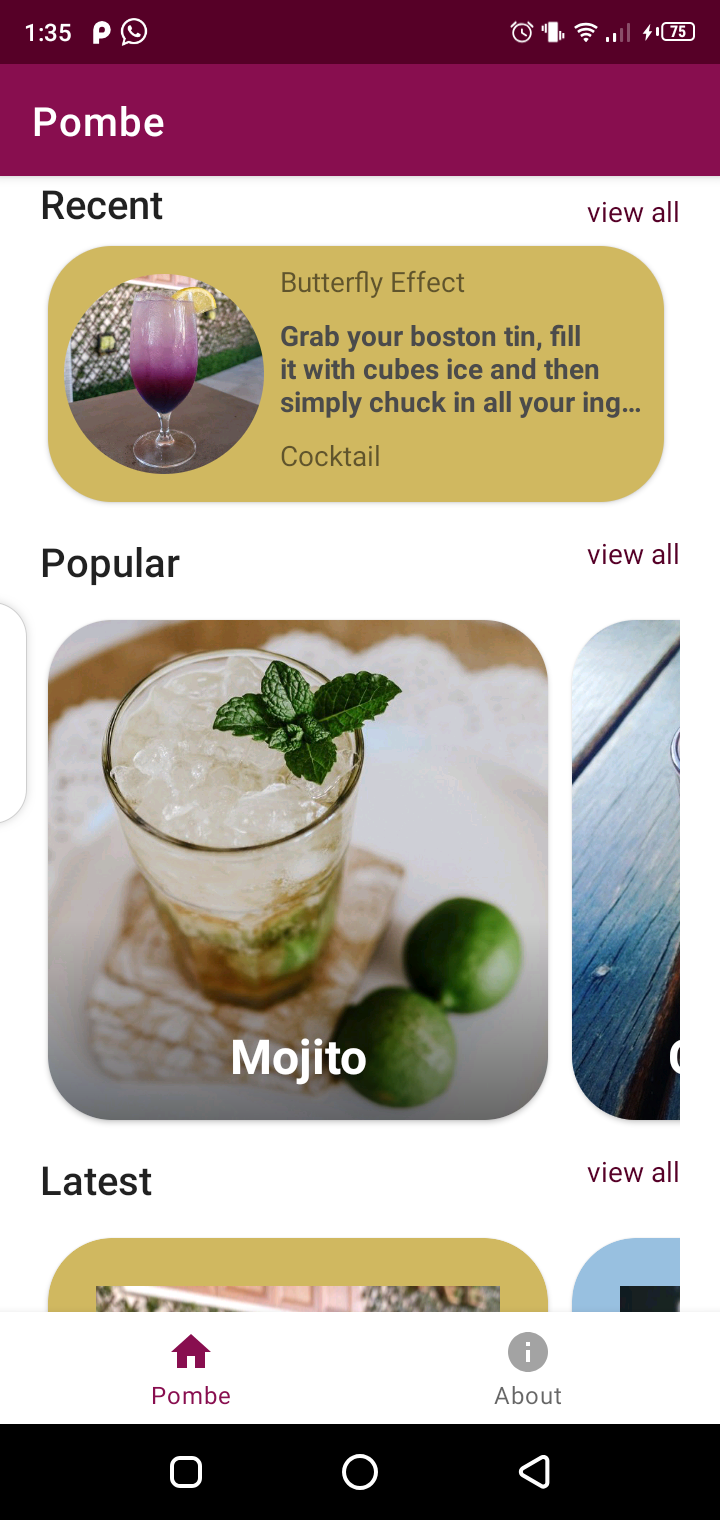 1:35
75
Pombe
Recent
view all
Butterfly Effect
Grab your boston tin, fill
it with cubes ice and then
simply chuck in all your ing...
Cocktail
Popular
view all
Mojito
Latest
view all
Pombe
About